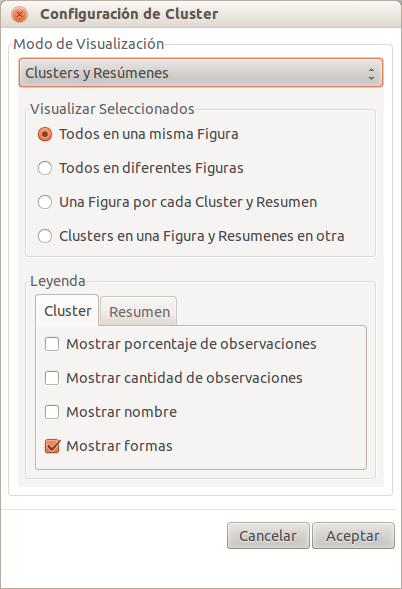 Configuración de Cluster
Modo de Visualización
Clusters y Resúmenes
Visualizar Seleccionados
Todos en una misma Figura
Todos en diferentes Figuras
Una Figura por cada Cluster y Resumen
Clusters en una Figura y Resumenes en otra
Leyenda
Cluster Resumen
Mostrar porcentaje de observaciones
Mostrar cantidad de observaciones
Mostrar nombre
Mostrar formas
Cancelar Aceptar